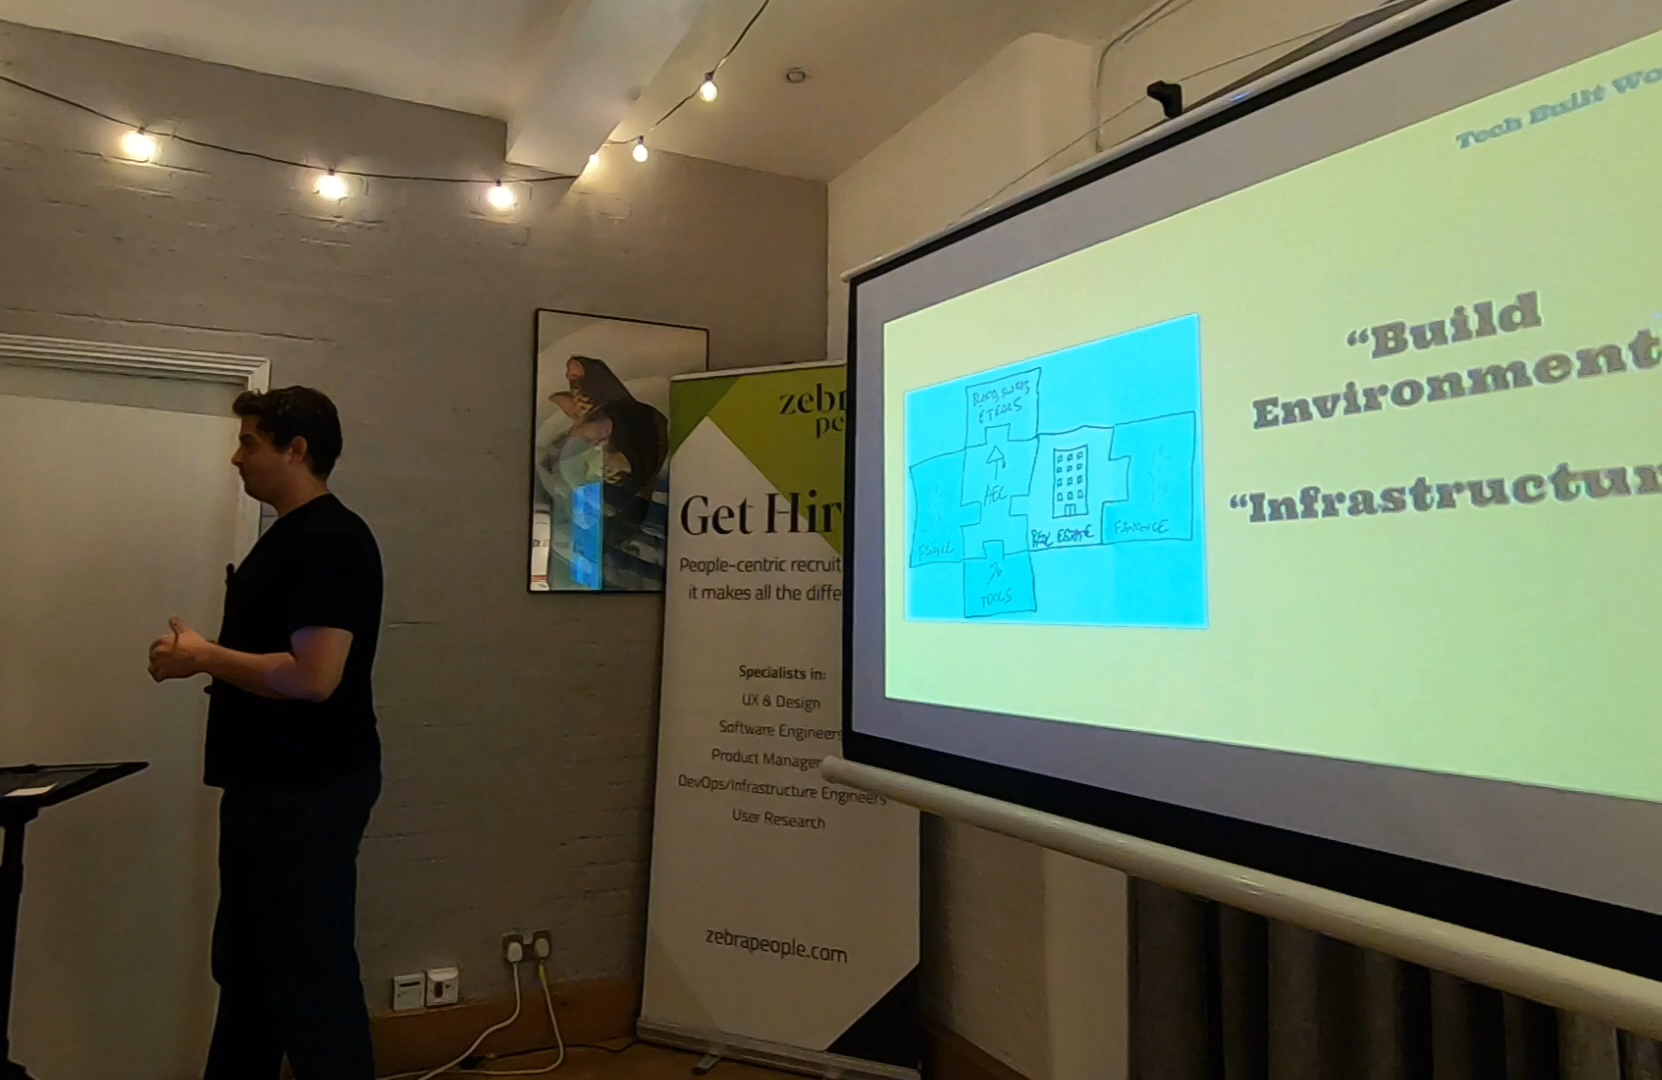 zebr
pe
Get Hir
People-centric recruit
it makes all the diffe
Specialists in:
UX & Design
Software Engineers
Product Manager
DevOps/Infrastructure Engineers
User Research
zebrapeople.com
Tech Built Wo
“Build
Environment
“Infrastructur
& TEAMS
AEC
REAL ESTATE
FINANCE
TOOLS